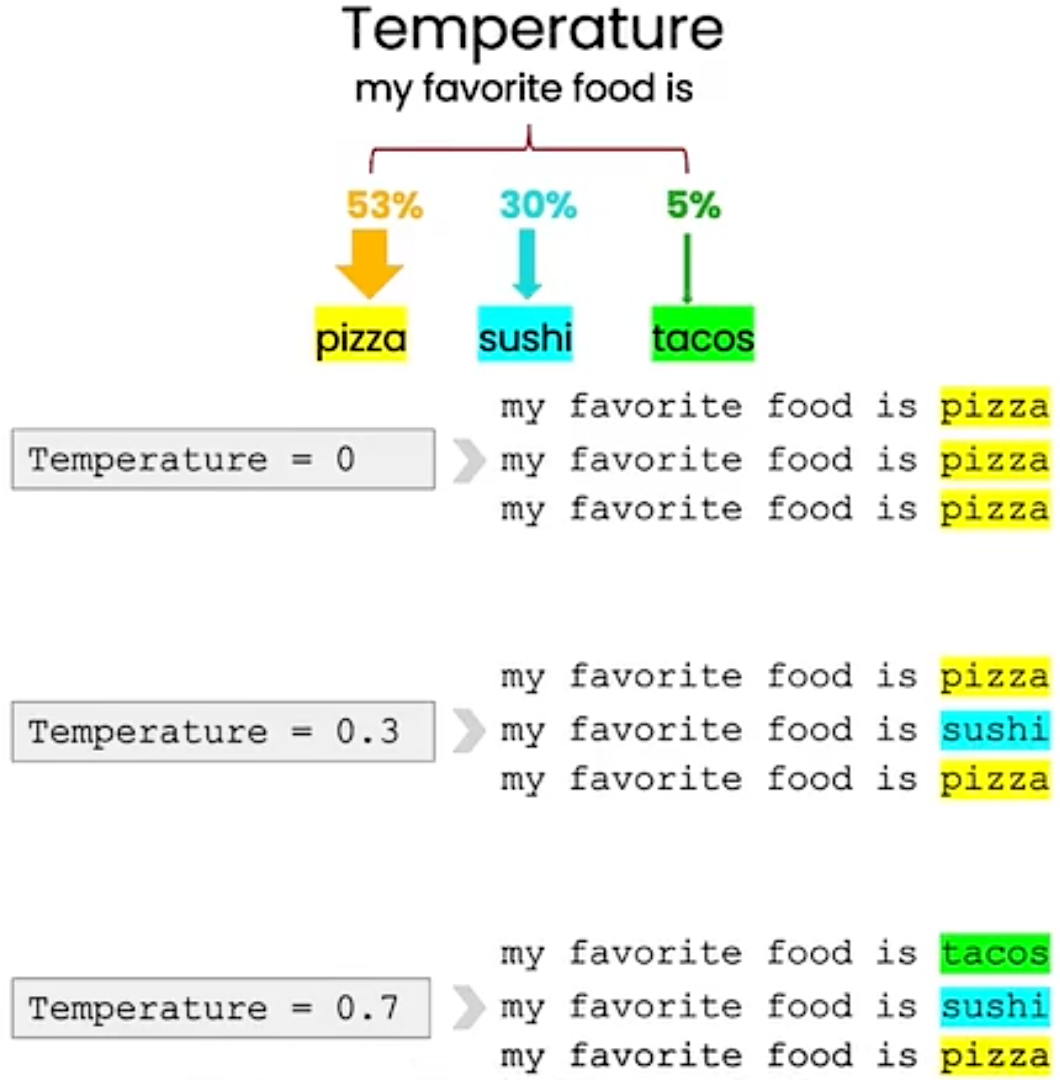 Temperature
my favorite food is
53% 30% 5%
pizza sushi tacos
my favorite food is pizza
Temperature = 0
my favorite food is pizza
my favorite food is pizza
my favorite food is pizza
Temperature = 0.3
my favorite food is sushi
my favorite food is pizza
my favorite food is tacos
Temperature = 0.7
my favorite food is sushi
my favorite food is pizza